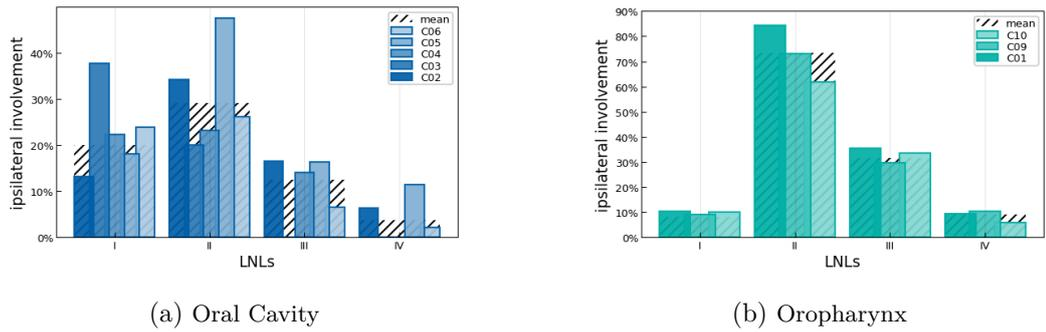 ipsilateral involvement
40%
30%
20%
10%
0%
mean
C06
C05
C04
C03
C02
I
II
III
IV
LNLs
(a) Oral Cavity
ipsilateral involvement
90%
80%
70%
60%
50%
40%
30%
20%
10%
0%
mean
C10
C09
C01
I
II
III
IV
LNLs
(b) Oropharynx